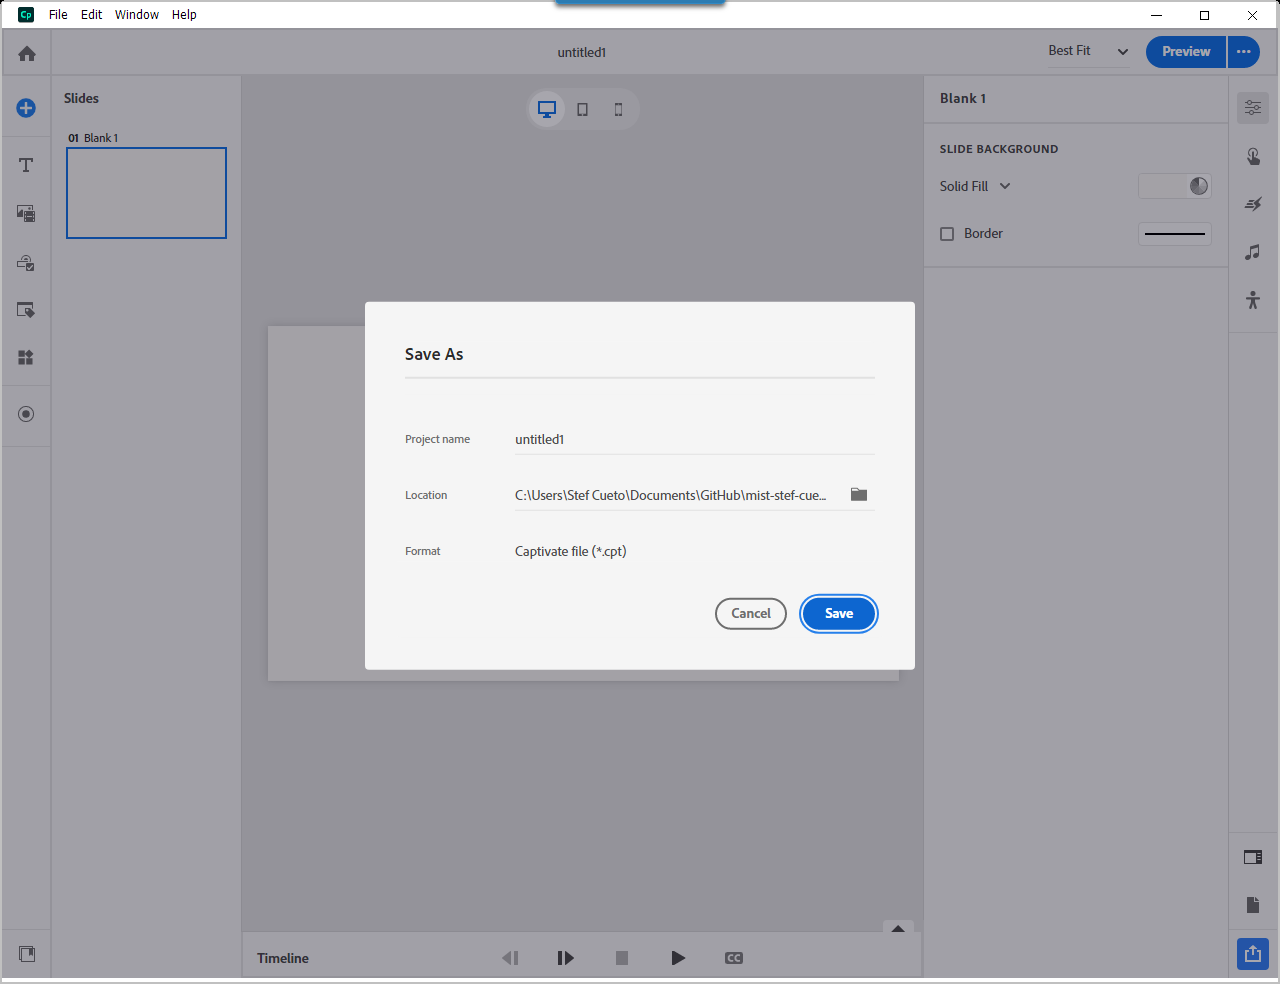 Cp File Edit Window Help
untitled1
Best Fit
Preview
Slides
01 Blank 1
Blank 1
SLIDE BACKGROUND
Solid Fill
Border
Save As
Project name untitled1
Location C:\Users\Stef Cueto\Documents\GitHub\mist-stef-cue...
Format Captivate file (*.cpt)
Cancel Save
Timeline
CC